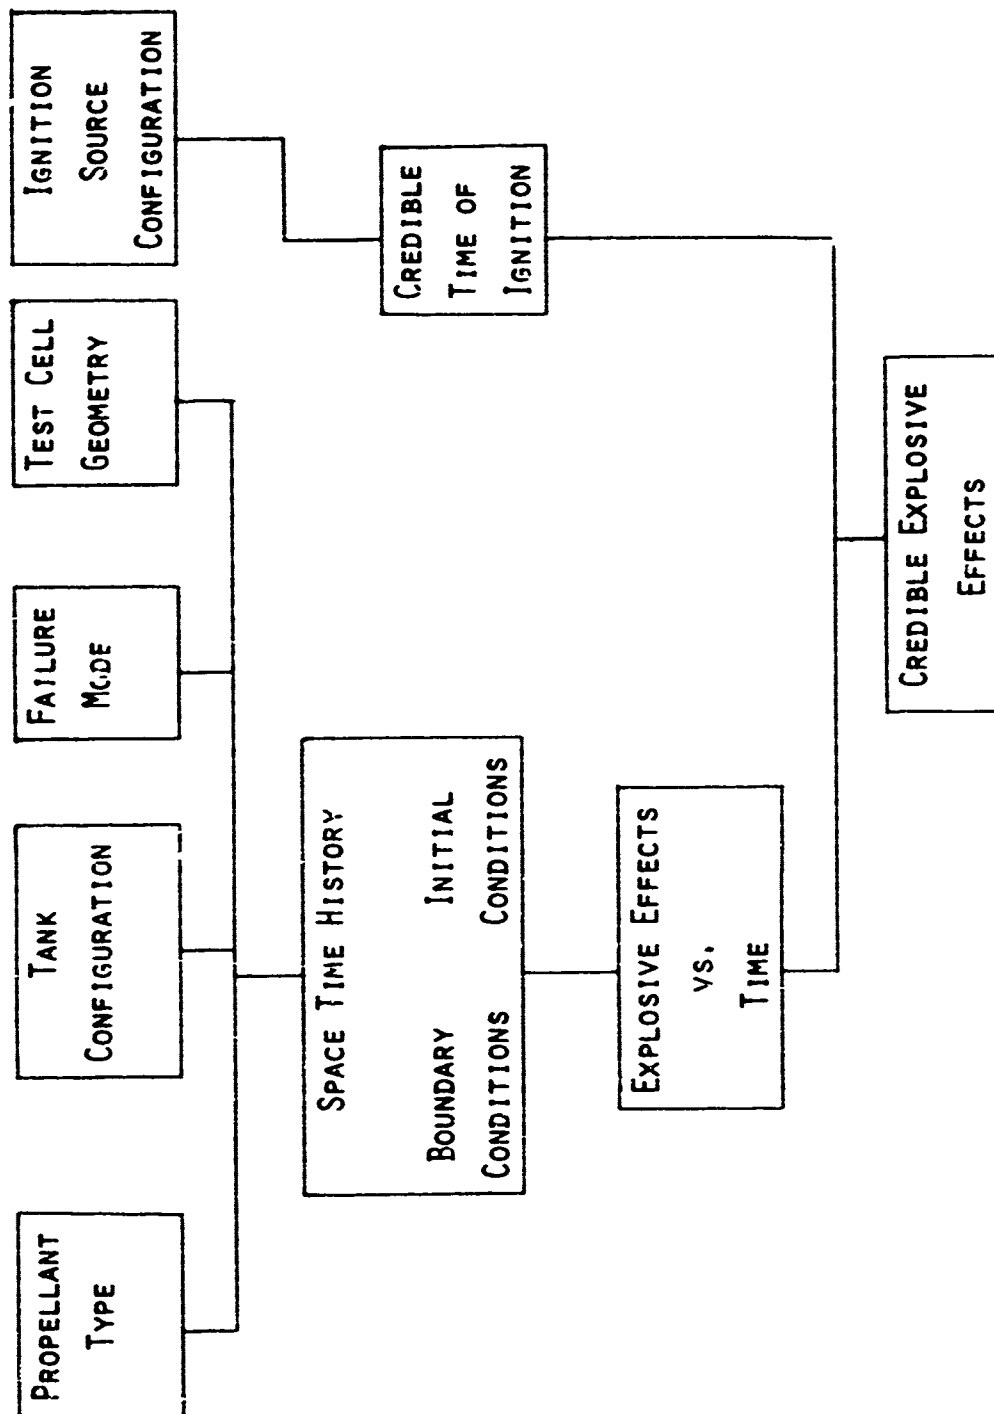 PROPELLANT
TYPE
TANK
CONFIGURATION
FAILURE
MODE
TEST CELL
GEOMETRY
IGNITION
SOURCE
CONFIGURATION
SPACE TIME HISTORY
BOUNDARY
CONDITIONS
INITIAL
CONDITIONS
CREDIBLE
TIME OF
IGNITION
EXPLOSIVE EFFECTS
VS.
TIME
CREDIBLE EXPLOSIVE
EFFECTS